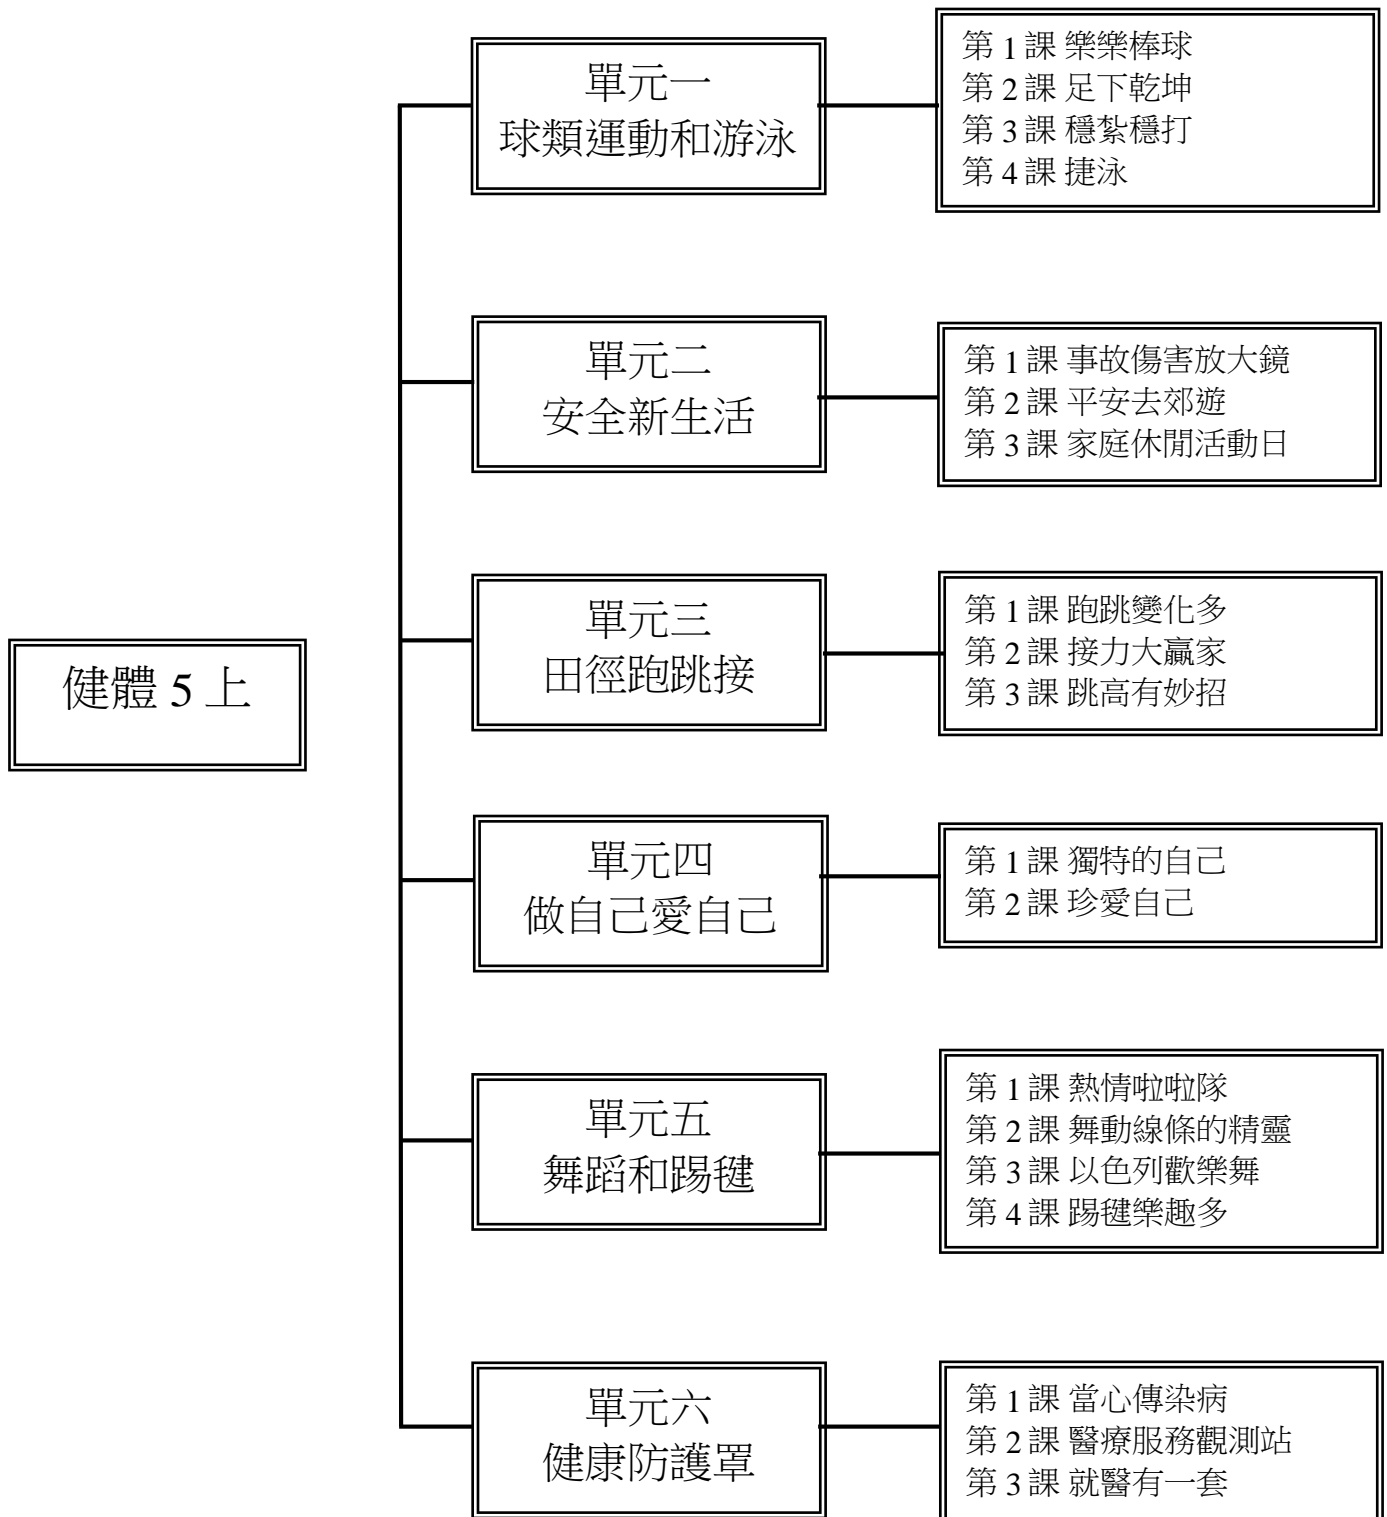 單元一
球類運動和游泳
第 1 課 樂樂棒球
第 2 課 足下乾坤
第 3 課 穩紮穩打
第 4 課 捷泳
單元二
安全新生活
第 1 課 事故傷害放大鏡
第 2 課 平安去郊遊
第 3 課 家庭休閒活動日
健體 5 上
單元三
田徑跑跳接
第 1 課 跑跳變化多
第 2 課 接力大贏家
第 3 課 跳高有妙招
單元四
做自己愛自己
第 1 課 獨特的自己
第 2 課 珍愛自己
單元五
舞蹈和踢毽
第 1 課 熱情啦啦隊
第 2 課 舞動線條的精靈
第 3 課 以色列歡樂舞
第 4 課 踢毽樂趣多
單元六
健康防護罩
第 1 課 當心傳染病
第 2 課 醫療服務觀測站
第 3 課 就醫有一套